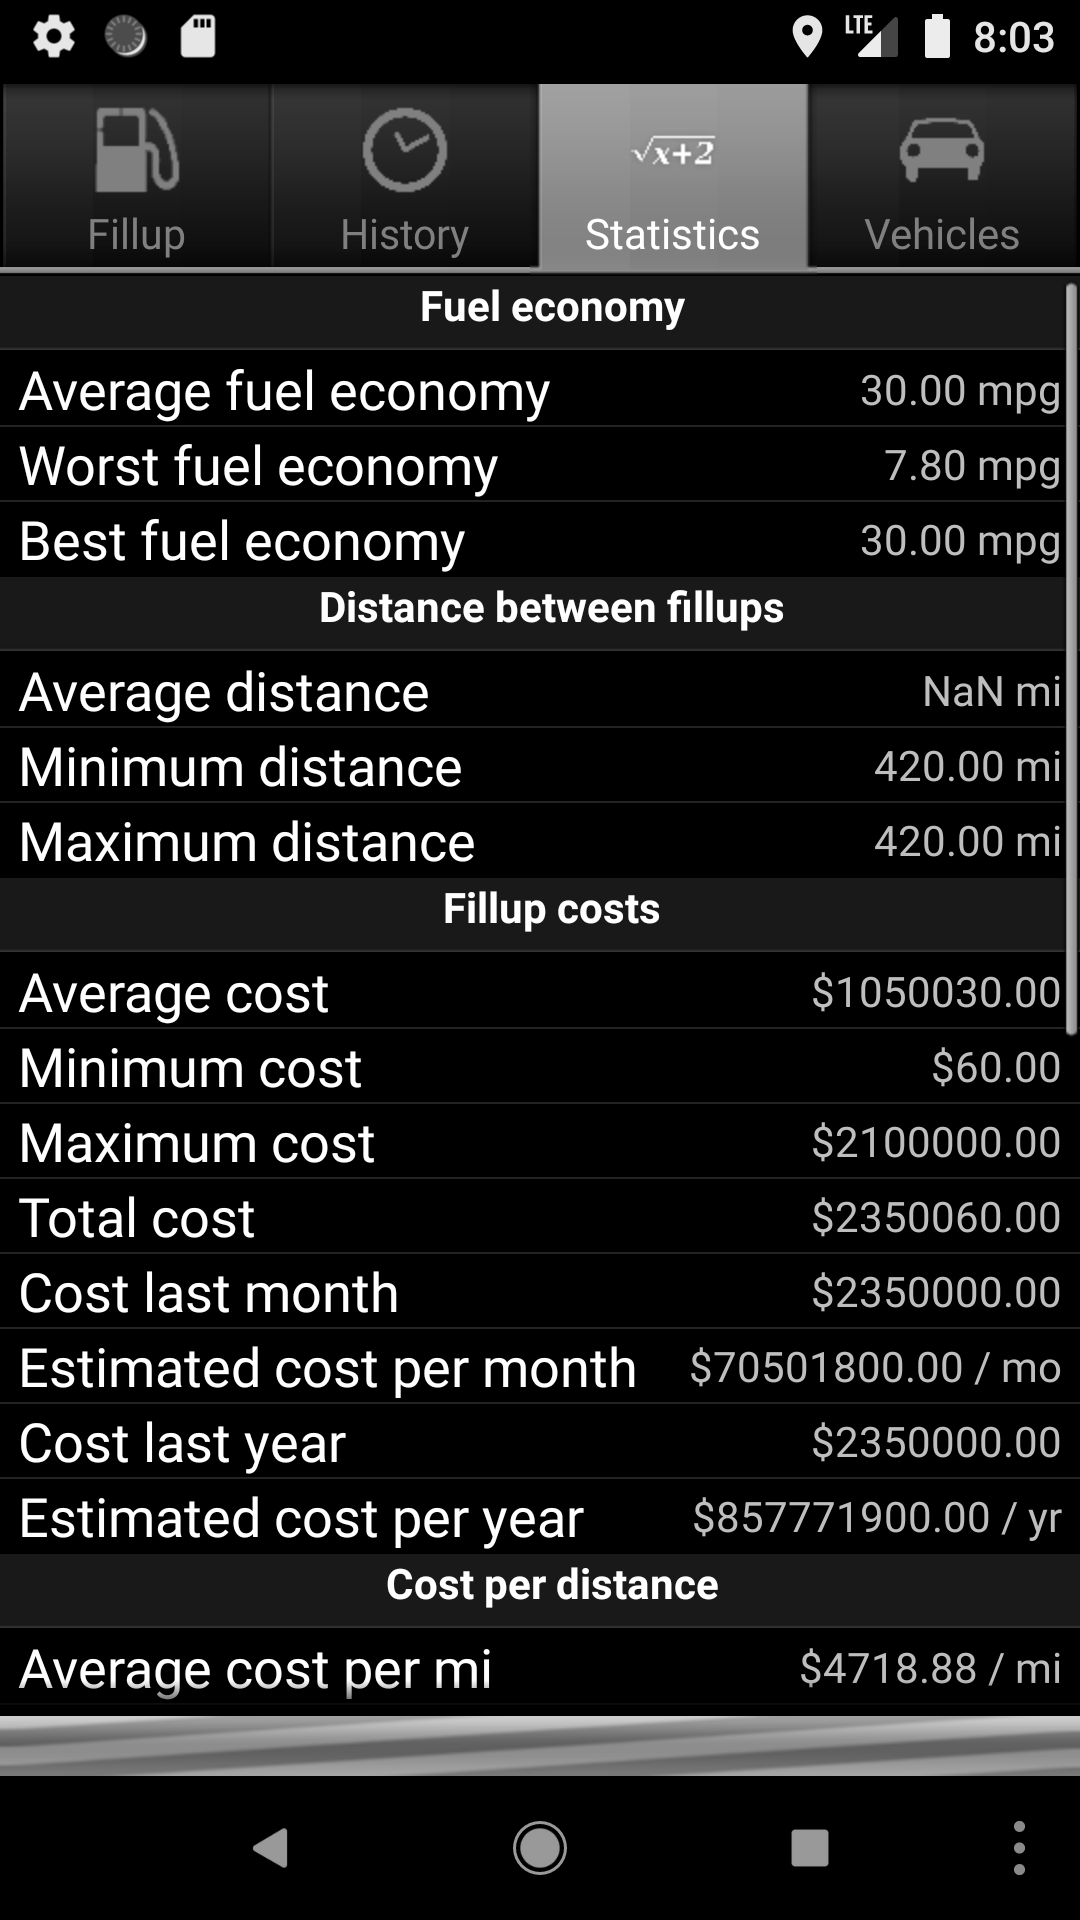 LTE 8:03
√x+2
Fillup History Statistics Vehicles
Fuel economy
Average fuel economy 30.00 mpg
Worst fuel economy 7.80 mpg
Best fuel economy 30.00 mpg
Distance between fillups
Average distance NaN mi
Minimum distance 420.00 mi
Maximum distance 420.00 mi
Fillup costs
Average cost $1050030.00
Minimum cost $60.00
Maximum cost $2100000.00
Total cost $2350060.00
Cost last month $2350000.00
Estimated cost per month $70501800.00 / mo
Cost last year $2350000.00
Estimated cost per year $857771900.00 / yr
Cost per distance
Average cost per mi $4718.88 / mi